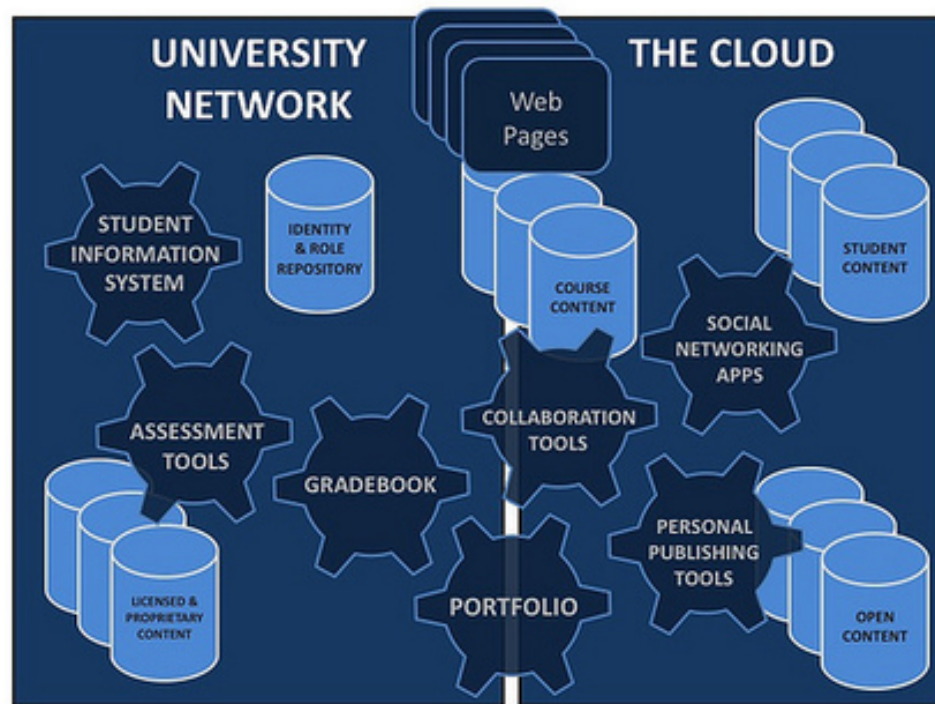 UNIVERSITY
NETWORK
THE CLOUD
Web
Pages
STUDENT
INFORMATION
SYSTEM
IDENTITY
& ROLE
REPOSITORY
COURSE
CONTENT
STUDENT
CONTENT
SOCIAL
NETWORKING
APPS
ASSESSMENT
TOOLS
GRADEBOOK
COLLABORATION
TOOLS
PERSONAL
PUBLISHING
TOOLS
LICENSED &
PROPRIETARY
CONTENT
PORTFOLIO
OPEN
CONTENT